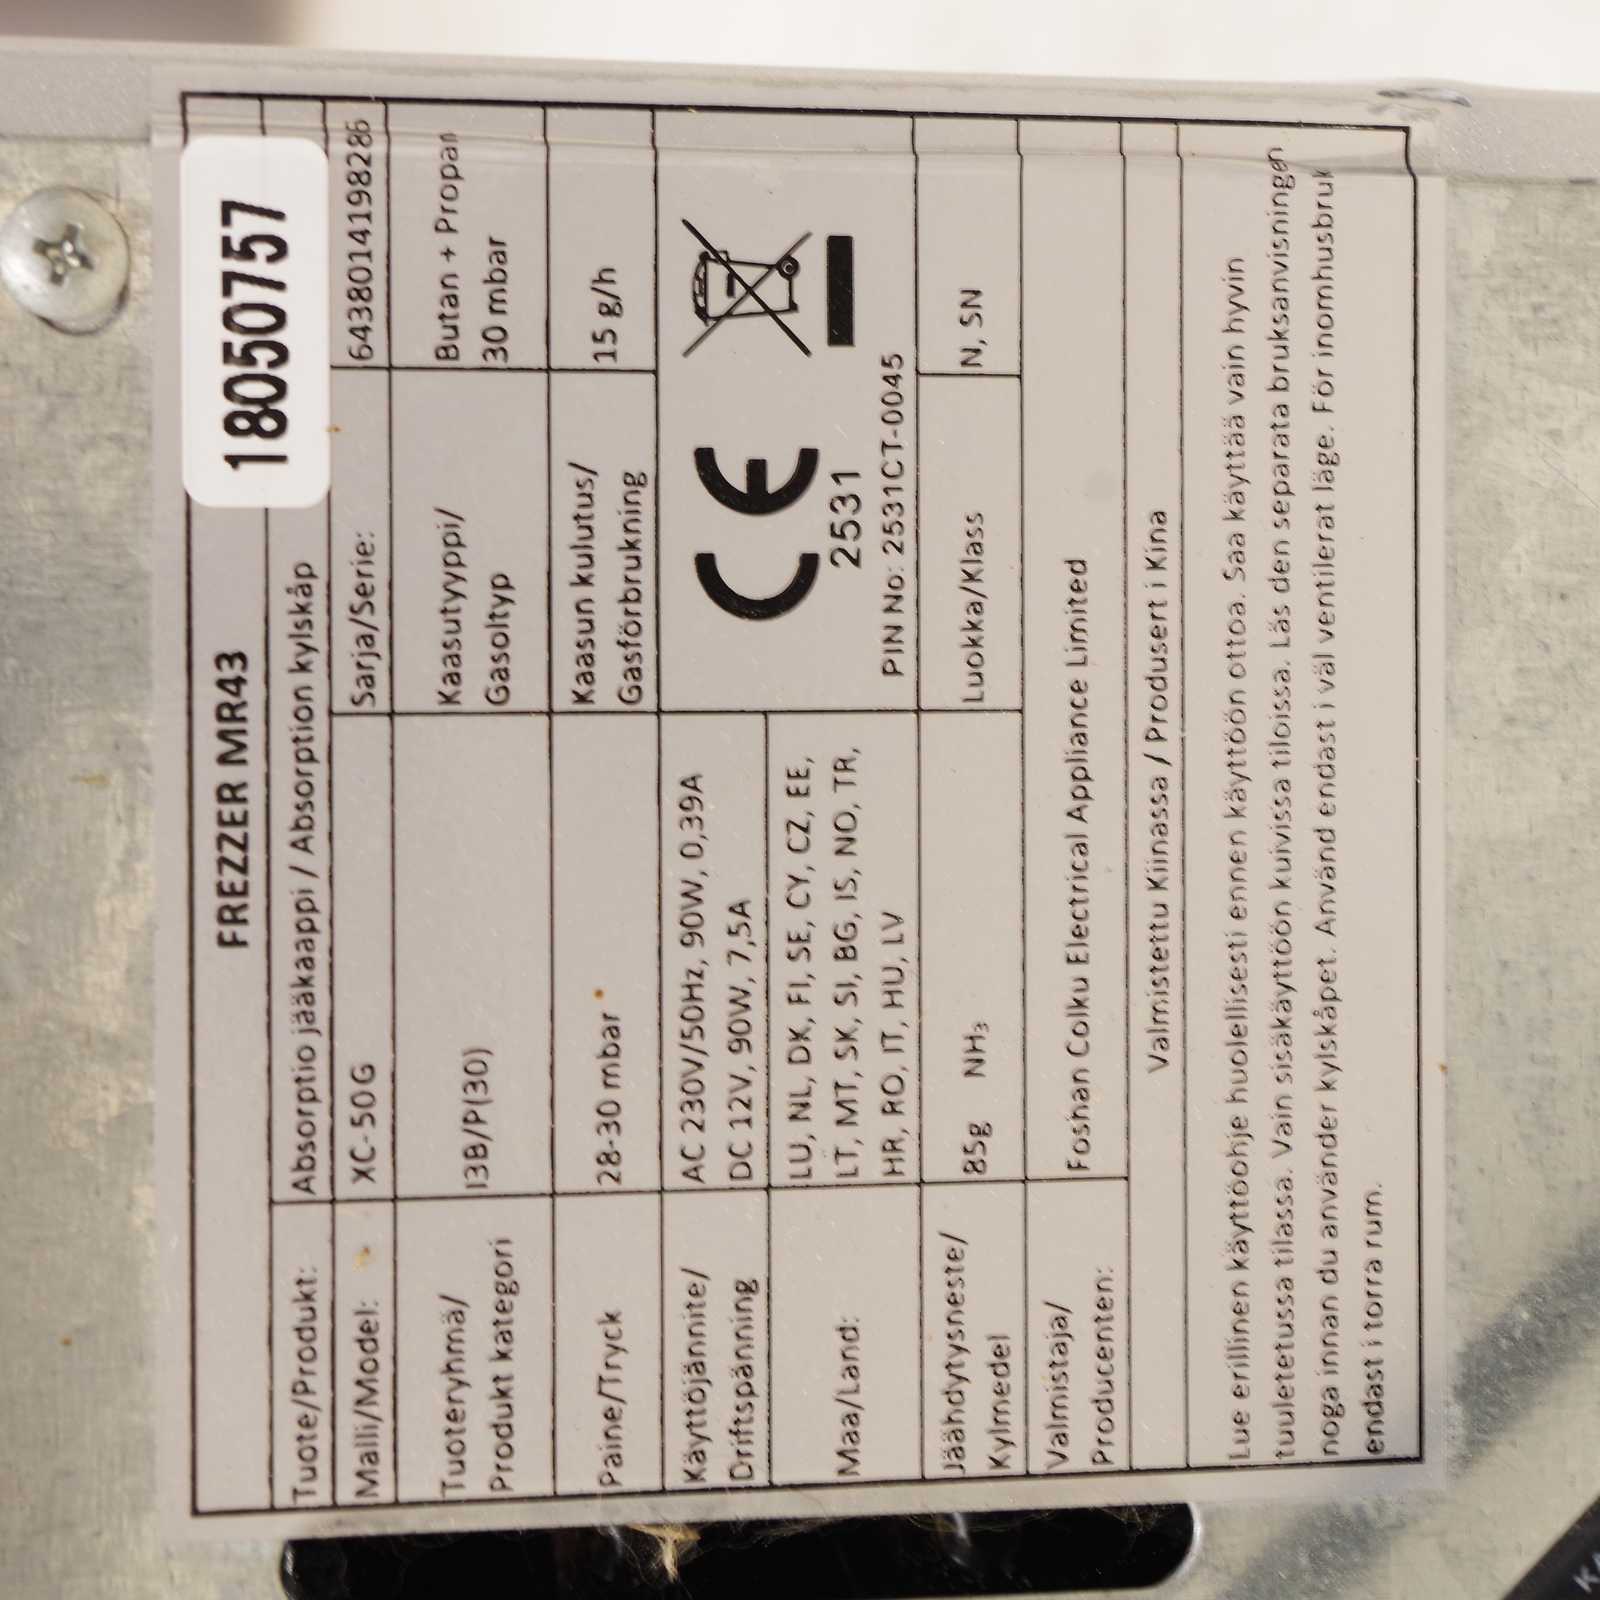 FREZZER MR43
18050757
Tuote/Produkt: Absorptio jääkaappi / Absorption kylskåp
Malli/Model: XC-50G Sarja/Serie: 6438014198286
Tuoteryhmä/
Produkt kategori
I3B/P(30)
Kaasutyyppi/
Gasoltyp
Butan + Propan
30 mbar
Paine/Tryck 28-30 mbar
Kaasun kulutus/
Gasförbrukning
15 g/h
Käyttöjännite/
Driftspänning
AC 230V/50Hz, 90W, 0,39A
DC 12V, 90W, 7,5A
CE
2531
PIN No: 2531CT-0045
Maa/Land:
LU, NL, DK, FI, SE, CY, CZ, EE,
LT, MT, SK, SI, BG, IS, NO, TR,
HR, RO, IT, HU, LV
Jäähdytysneste/
Kylmedel
85g NH₃
Luokka/Klass N, SN
Valmistaja/
Producenten:
Foshan Colku Electrical Appliance Limited
Valmistettu Kiinassa / Produsert i Kina
Lue erillinen käyttöohje huolellisesti ennen käyttöön ottoa. Saa käyttää vain hyvin
tuuletetussa tilassa. Vain sisäkäyttöön kuivissa tiloissa. Läs den separata bruksanvisningen
noga innan du använder kylskåpet. Använd endast i väl ventilerat läge. För inomhusbruk
endast i torra rum.